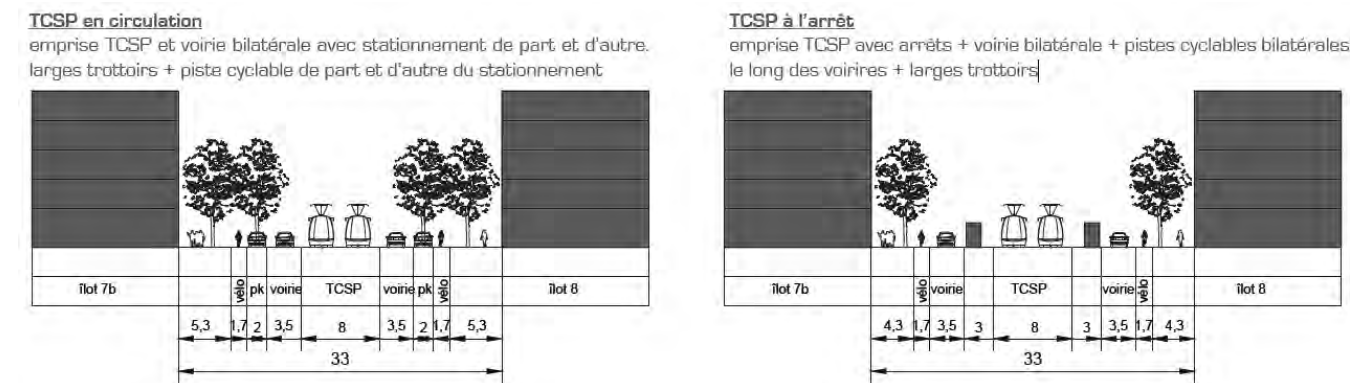 TCSP en circulation
emprise TCSP et voirie bilatérale avec stationnement de part et d'autre.
larges trottoirs + piste cyclable de part et d'autre du stationnement
îlot 7b vélo pk voirie TCSP voirie pk vélo îlot 8
5,3 1,7 2 3,5 8 3,5 2 1,7 5,3
33
TCSP à l'arrêt
emprise TCSP avec arrêts + voirie bilatérale + pistes cyclables bilatérales
le long des voirires + larges trottoirs
îlot 7b vélo voirie TCSP voirie vélo îlot 8
4,3 1,7 3,5 3 8 3 3,5 1,7 4,3
33